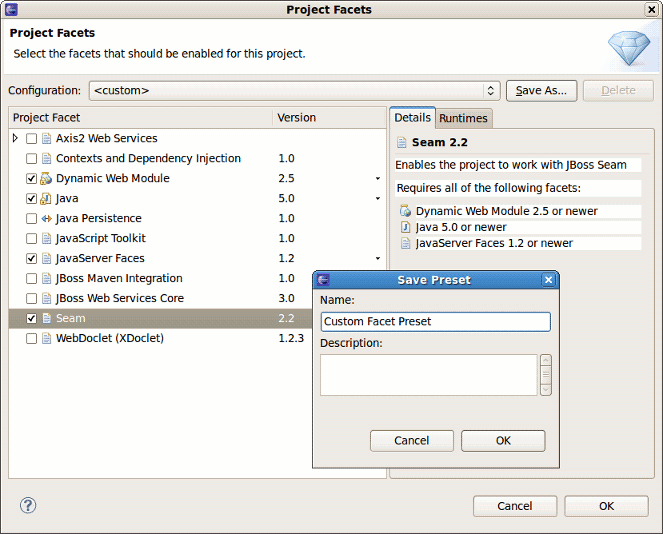 Project Facets
Project Facets
Select the facets that should be enabled for this project.
Configuration: <custom> Save As... Delete
Project Facet Version
Axis2 Web Services
Contexts and Dependency Injection 1.0
Dynamic Web Module 2.5
Java 5.0
Java Persistence 1.0
JavaScript Toolkit 1.0
JavaServer Faces 1.2
JBoss Maven Integration 1.0
JBoss Web Services Core 3.0
Seam 2.2
WebDoclet (XDoclet) 1.2.3
Details Runtimes
Seam 2.2
Enables the project to work with JBoss Seam
Requires all of the following facets:
Dynamic Web Module 2.5 or newer
Java 5.0 or newer
JavaServer Faces 1.2 or newer
Save Preset
Name:
Custom Facet Preset
Description:
Cancel OK
? Cancel OK